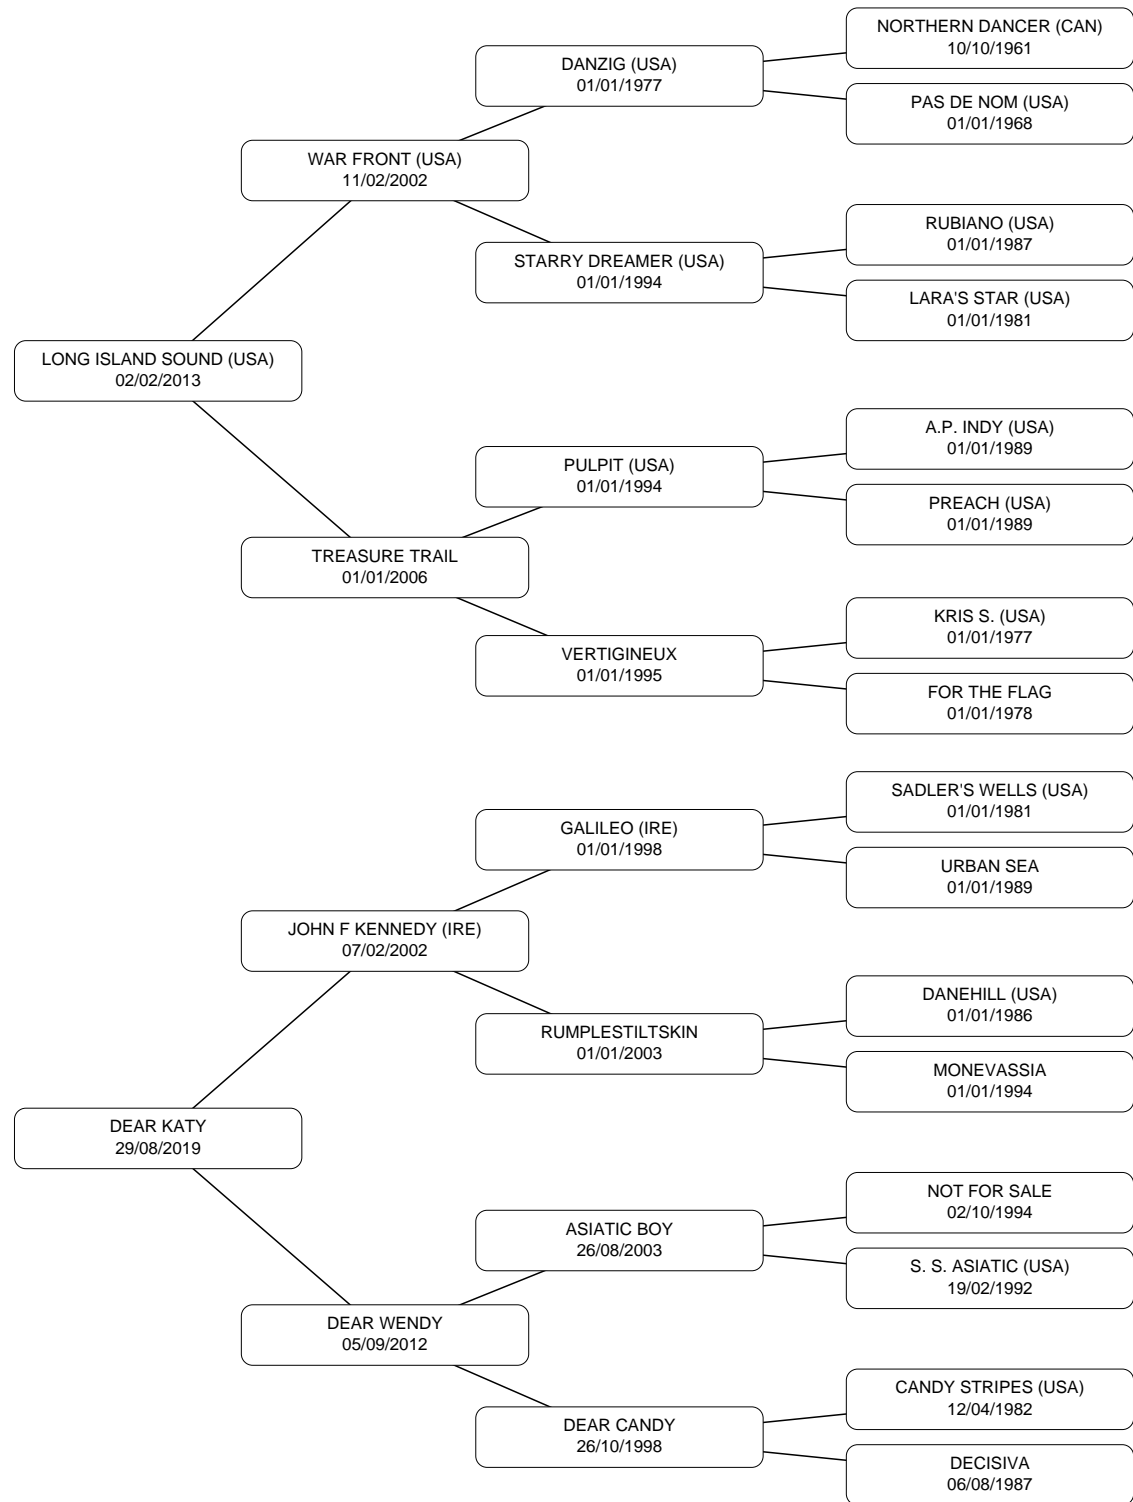 NORTHERN DANCER (CAN)
10/10/1961
DANZIG (USA)
01/01/1977
PAS DE NOM (USA)
01/01/1968
WAR FRONT (USA)
11/02/2002
RUBIANO (USA)
01/01/1987
STARRY DREAMER (USA)
01/01/1994
LARA'S STAR (USA)
01/01/1981
LONG ISLAND SOUND (USA)
02/02/2013
A.P. INDY (USA)
01/01/1989
PULPIT (USA)
01/01/1994
PREACH (USA)
01/01/1989
TREASURE TRAIL
01/01/2006
KRIS S. (USA)
01/01/1977
VERTIGINEUX
01/01/1995
FOR THE FLAG
01/01/1978
SADLER'S WELLS (USA)
01/01/1981
GALILEO (IRE)
01/01/1998
URBAN SEA
01/01/1989
JOHN F KENNEDY (IRE)
07/02/2002
DANEHILL (USA)
01/01/1986
RUMPLESTILTSKIN
01/01/2003
MONEVASSIA
01/01/1994
DEAR KATY
29/08/2019
NOT FOR SALE
02/10/1994
ASIATIC BOY
26/08/2003
S. S. ASIATIC (USA)
19/02/1992
DEAR WENDY
05/09/2012
CANDY STRIPES (USA)
12/04/1982
DEAR CANDY
26/10/1998
DECISIVA
06/08/1987